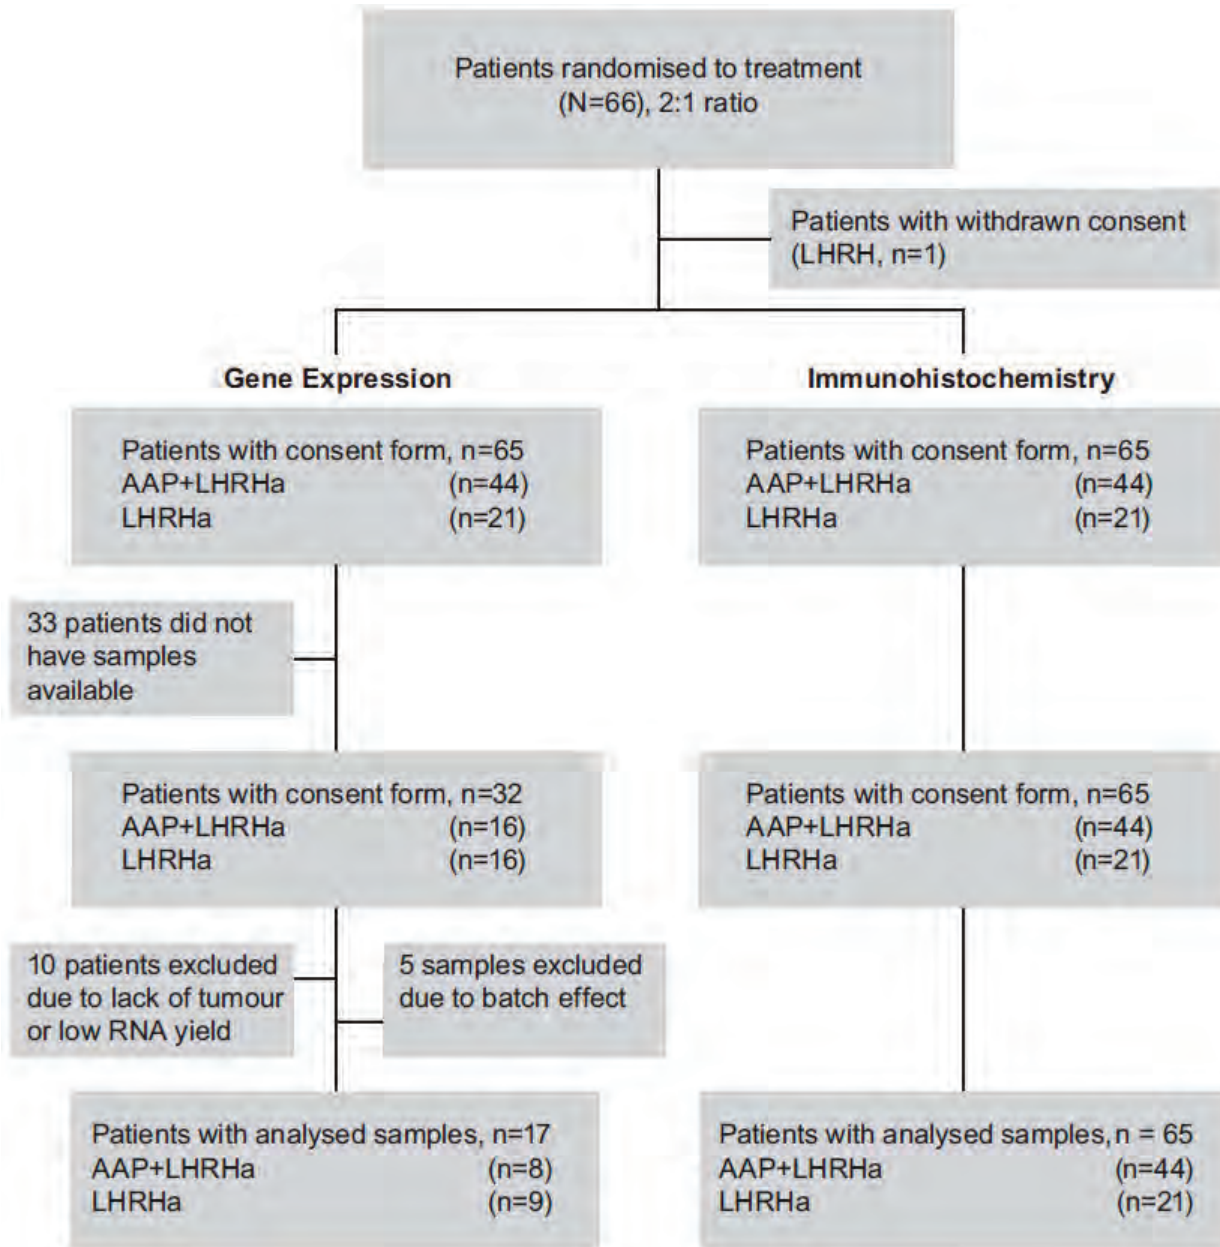 Patients randomised to treatment
(N=66), 2:1 ratio
Patients with withdrawn consent
(LHRH, n=1)
Gene Expression
Patients with consent form, n=65
AAP+LHRHa (n=44)
LHRHa (n=21)
33 patients did not
have samples
available
Patients with consent form, n=32
AAP+LHRHa (n=16)
LHRHa (n=16)
10 patients excluded
due to lack of tumour
or low RNA yield
5 samples excluded
due to batch effect
Patients with analysed samples, n=17
AAP+LHRHa (n=8)
LHRHa (n=9)
Immunohistochemistry
Patients with consent form, n=65
AAP+LHRHa (n=44)
LHRHa (n=21)
Patients with consent form, n=65
AAP+LHRHa (n=44)
LHRHa (n=21)
Patients with analysed samples, n = 65
AAP+LHRHa (n=44)
LHRHa (n=21)